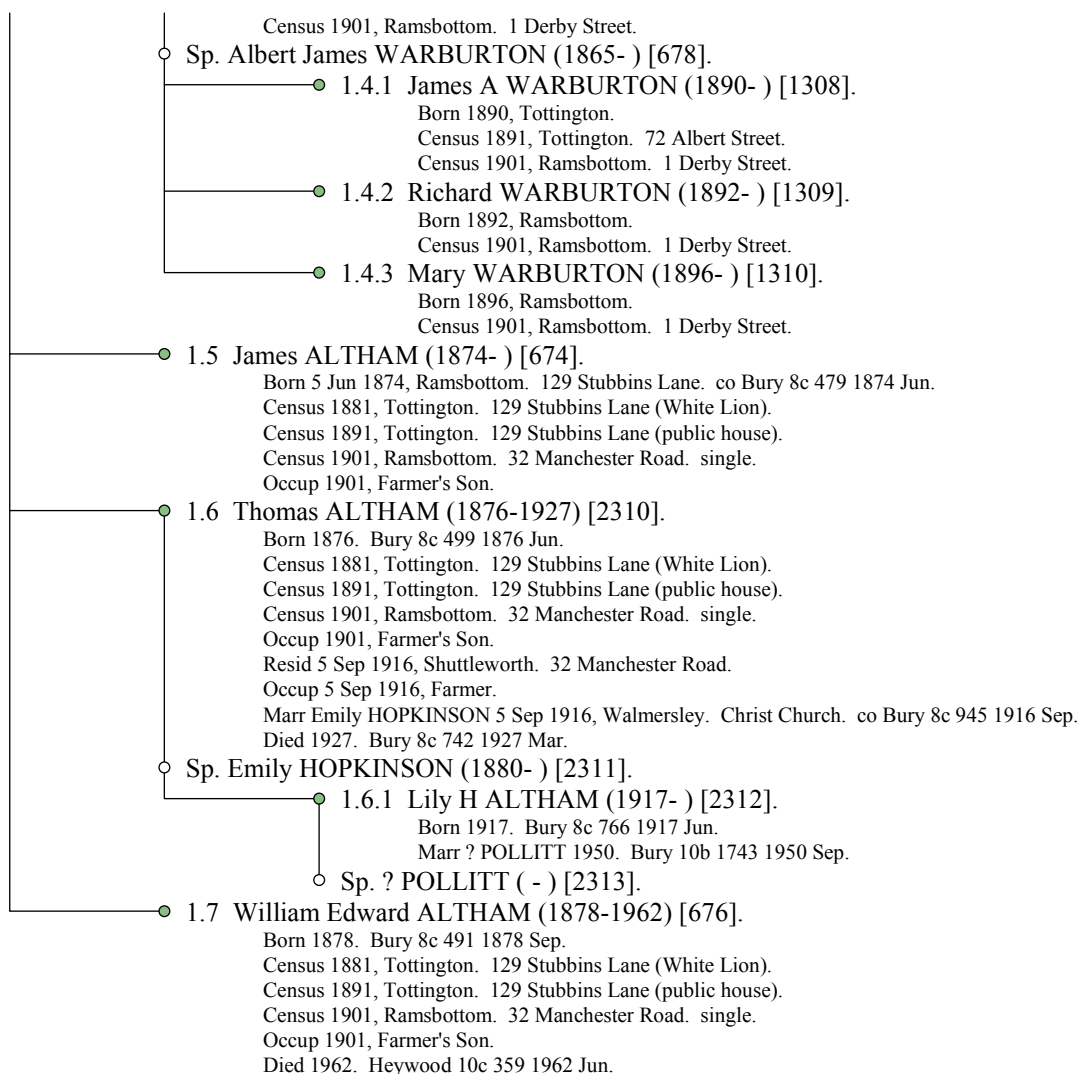 Census 1901, Ramsbottom.  1 Derby Street.
Sp. Albert James WARBURTON (1865- ) [678].
1.4.1  James A WARBURTON (1890- ) [1308].
Born 1890, Tottington.
Census 1891, Tottington.  72 Albert Street.
Census 1901, Ramsbottom.  1 Derby Street.
1.4.2  Richard WARBURTON (1892- ) [1309].
Born 1892, Ramsbottom.
Census 1901, Ramsbottom.  1 Derby Street.
1.4.3  Mary WARBURTON (1896- ) [1310].
Born 1896, Ramsbottom.
Census 1901, Ramsbottom.  1 Derby Street.
1.5  James ALTHAM (1874- ) [674].
Born 5 Jun 1874, Ramsbottom.  129 Stubbins Lane.  co Bury 8c 479 1874 Jun.
Census 1881, Tottington.  129 Stubbins Lane (White Lion).
Census 1891, Tottington.  129 Stubbins Lane (public house).
Census 1901, Ramsbottom.  32 Manchester Road.  single.
Occup 1901, Farmer's Son.
1.6  Thomas ALTHAM (1876-1927) [2310].
Born 1876.  Bury 8c 499 1876 Jun.
Census 1881, Tottington.  129 Stubbins Lane (White Lion).
Census 1891, Tottington.  129 Stubbins Lane (public house).
Census 1901, Ramsbottom.  32 Manchester Road.  single.
Occup 1901, Farmer's Son.
Resid 5 Sep 1916, Shuttleworth.  32 Manchester Road.
Occup 5 Sep 1916, Farmer.
Marr Emily HOPKINSON 5 Sep 1916, Walmersley.  Christ Church.  co Bury 8c 945 1916 Sep.
Died 1927.  Bury 8c 742 1927 Mar.
Sp. Emily HOPKINSON (1880- ) [2311].
1.6.1  Lily H ALTHAM (1917- ) [2312].
Born 1917.  Bury 8c 766 1917 Jun.
Marr ? POLLITT 1950.  Bury 10b 1743 1950 Sep.
Sp. ? POLLITT ( - ) [2313].
1.7  William Edward ALTHAM (1878-1962) [676].
Born 1878.  Bury 8c 491 1878 Sep.
Census 1881, Tottington.  129 Stubbins Lane (White Lion).
Census 1891, Tottington.  129 Stubbins Lane (public house).
Census 1901, Ramsbottom.  32 Manchester Road.  single.
Occup 1901, Farmer's Son.
Died 1962.  Heywood 10c 359 1962 Jun.